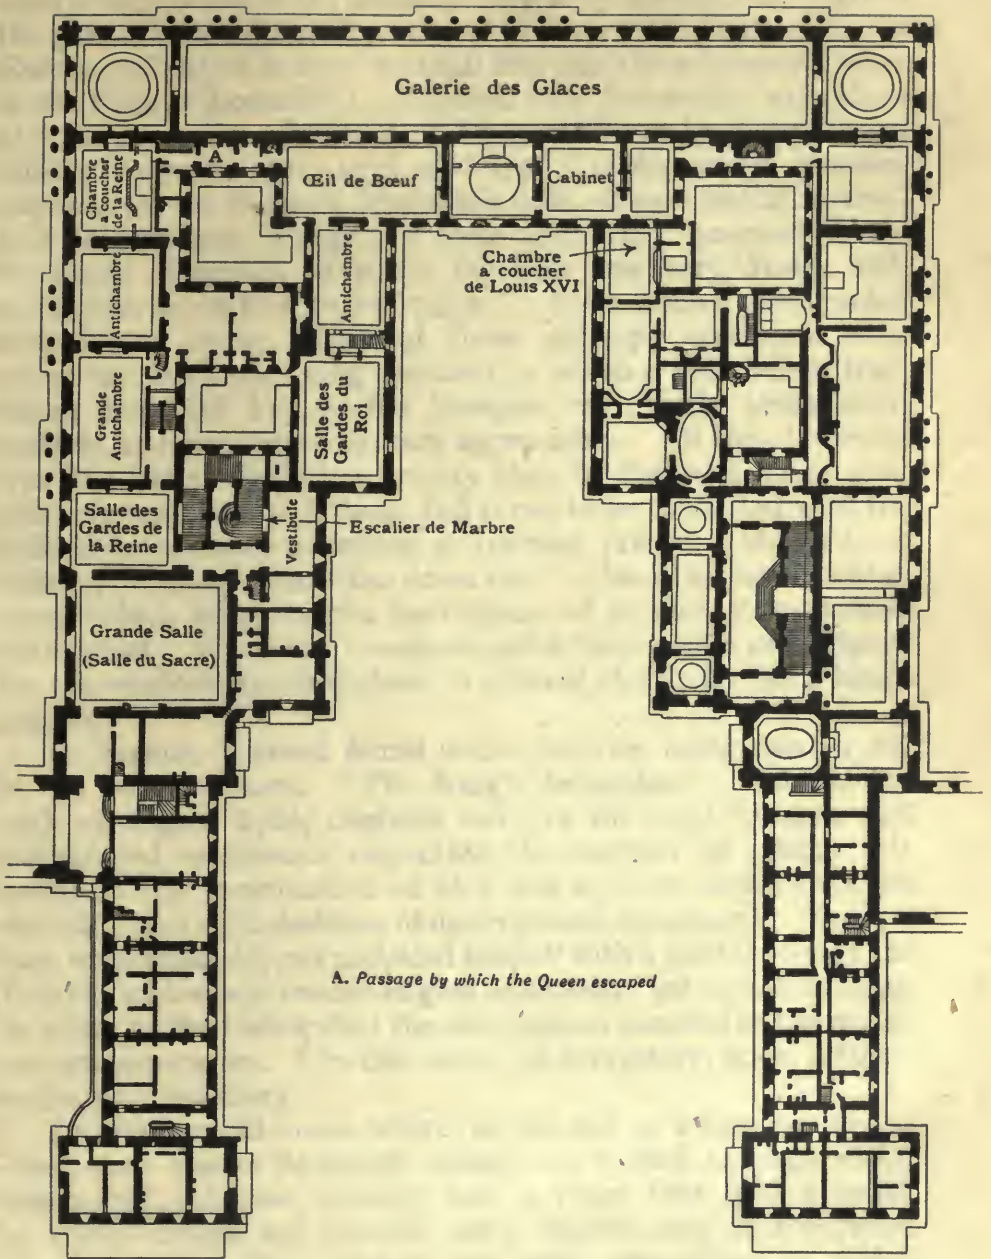 Galerie des Glaces
A
Œil de Bœuf
Cabinet
Chambre
a coucher
de la Reine
Chambre
a coucher
de Louis XVI
Antichambre
Antichambre
Grande
Antichambre
Salle des
Gardes du
Roi
Salle des
Gardes de
la Reine
Vestibule
Escalier de Marbre
Grande Salle
(Salle du Sacre)
A. Passage by which the Queen escaped